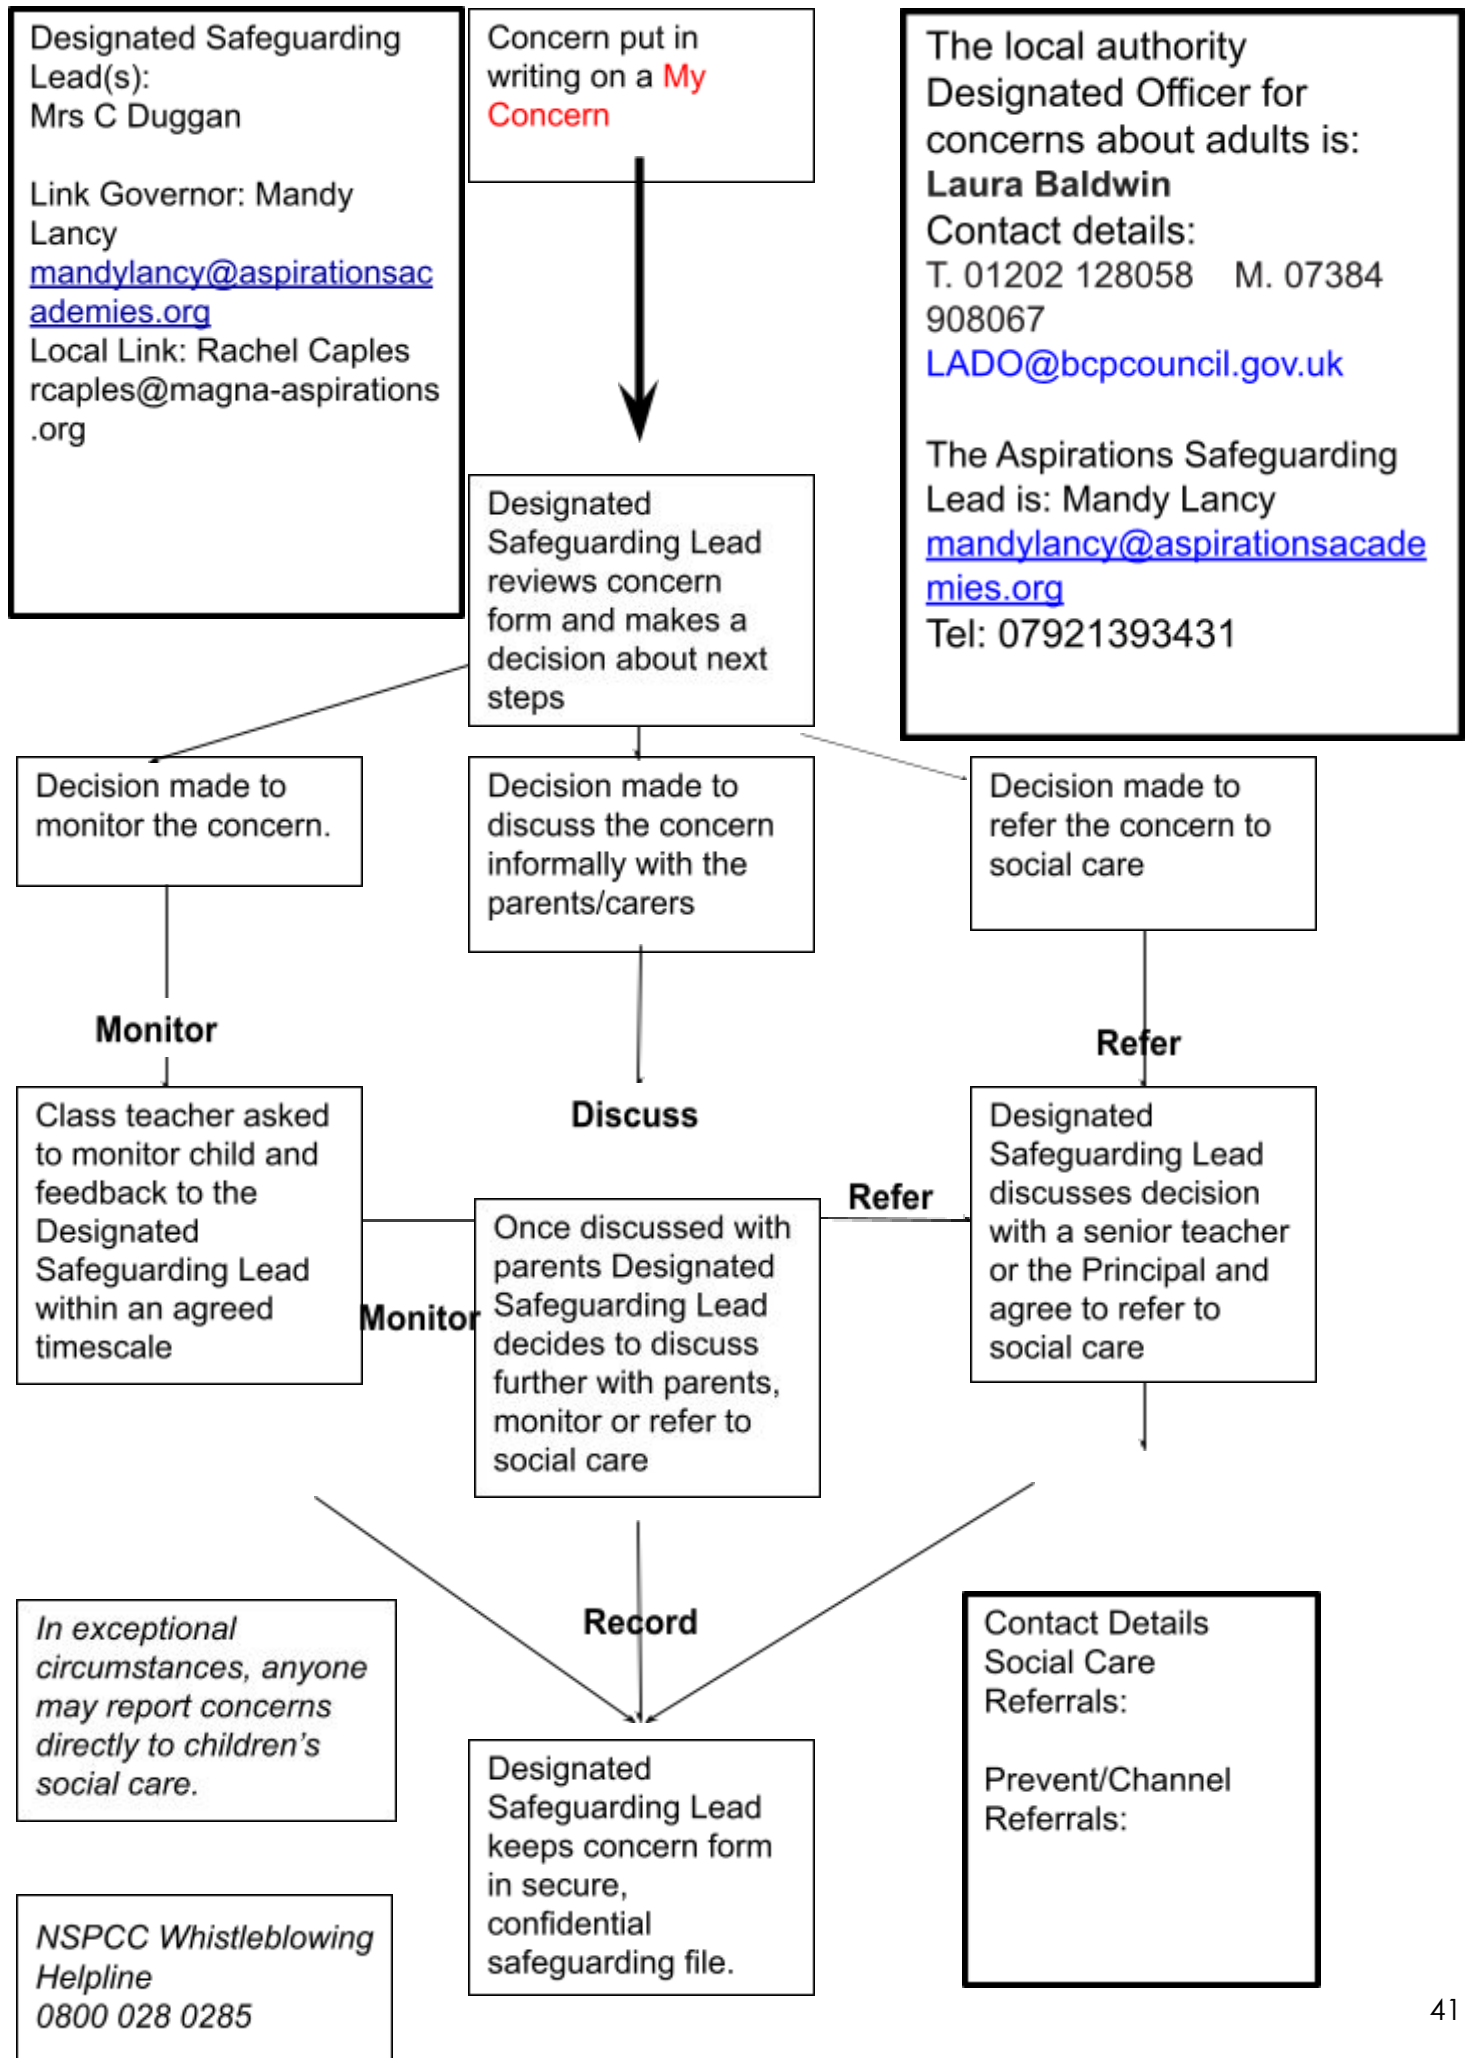 Designated Safeguarding
Lead(s):
Mrs C Duggan
Link Governor: Mandy
Lancy
mandylancy@aspirationsac
ademies.org
Local Link: Rachel Caples
rcaples@magna-aspirations
.org
Concern put in
writing on a My
Concern
The local authority
Designated Officer for
concerns about adults is:
Laura Baldwin
Contact details:
T. 01202 128058 M. 07384
908067
LADO@bcpcouncil.gov.uk
The Aspirations Safeguarding
Lead is: Mandy Lancy
mandylancy@aspirationsacade
mies.org
Tel: 07921393431
Designated
Safeguarding Lead
reviews concern
form and makes a
decision about next
steps
Decision made to
monitor the concern.
Decision made to
discuss the concern
informally with the
parents/carers
Decision made to
refer the concern to
social care
Monitor
Discuss
Refer
Class teacher asked
to monitor child and
feedback to the
Designated
Safeguarding Lead
within an agreed
timescale
Monitor
Once discussed with
parents Designated
Safeguarding Lead
decides to discuss
further with parents,
monitor or refer to
social care
Refer
Designated
Safeguarding Lead
discusses decision
with a senior teacher
or the Principal and
agree to refer to
social care
Record
In exceptional
circumstances, anyone
may report concerns
directly to children’s
social care.
Designated
Safeguarding Lead
keeps concern form
in secure,
confidential
safeguarding file.
Contact Details
Social Care
Referrals:
Prevent/Channel
Referrals:
NSPCC Whistleblowing
Helpline
0800 028 0285
41